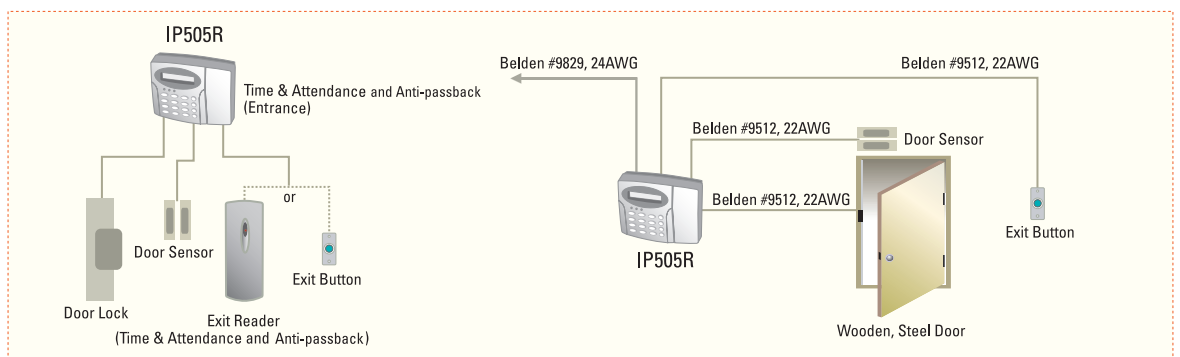 IP505R
Time & Attendance and Anti-passback
(Entrance)
or
Door Sensor
Exit Button
Door Lock
Exit Reader
(Time & Attendance and Anti-passback)
Belden #9829, 24AWG
Belden #9512, 22AWG
Belden #9512, 22AWG
Door Sensor
Belden #9512, 22AWG
IP505R
Exit Button
Wooden, Steel Door